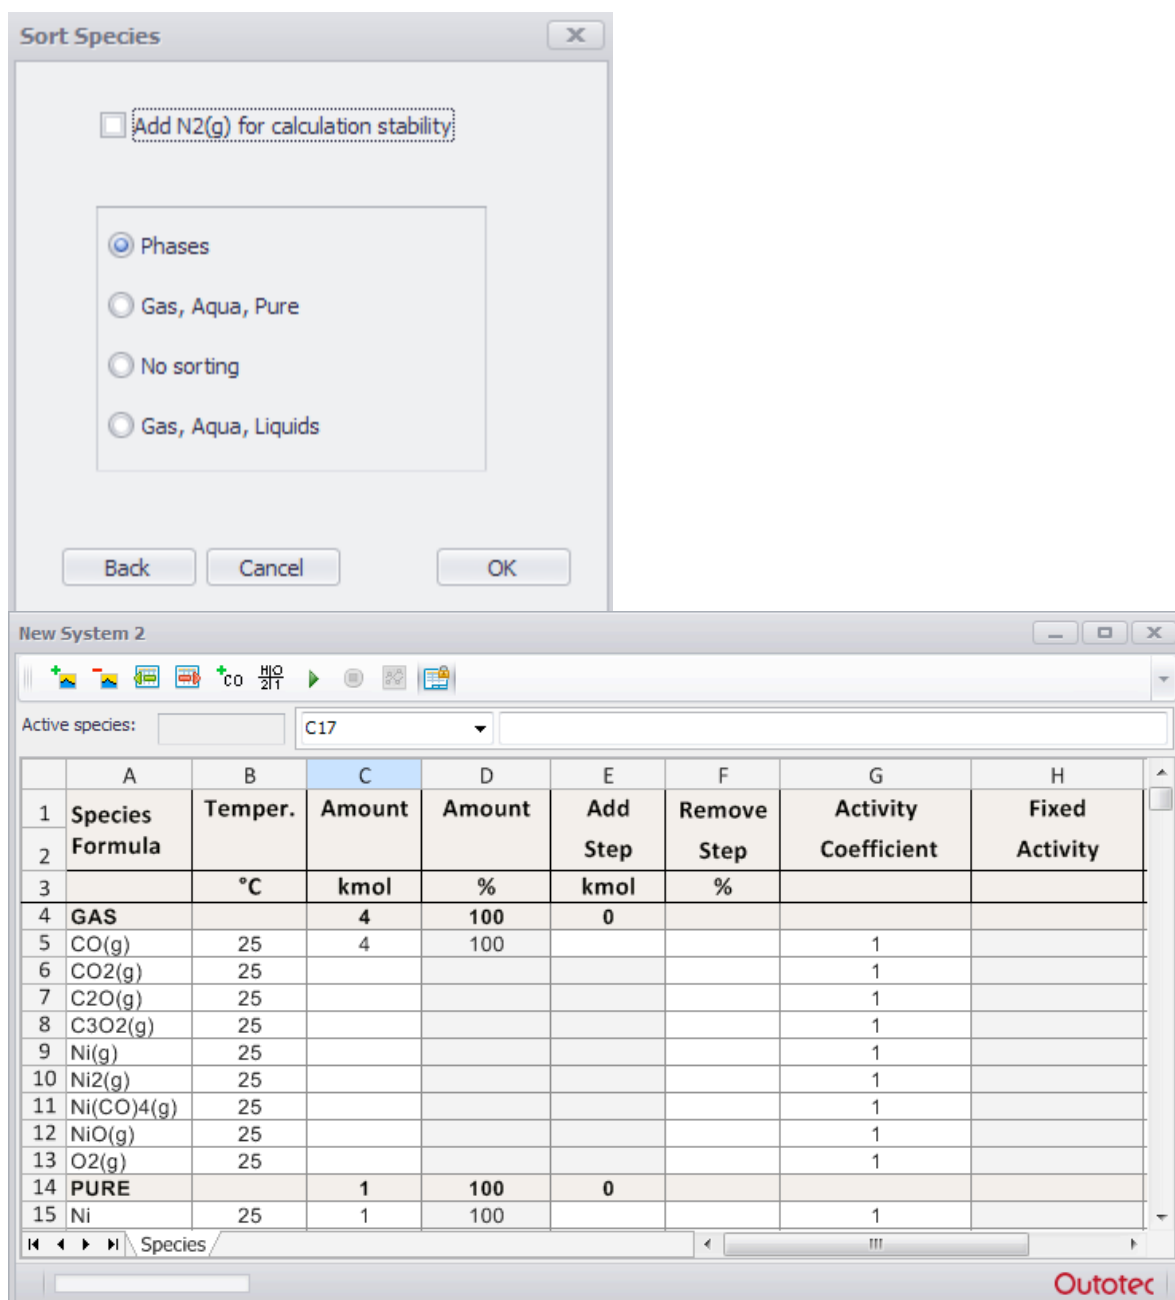 Sort Species
Add N2(g) for calculation stability
Phases
Gas, Aqua, Pure
No sorting
Gas, Aqua, Liquids
Back Cancel OK
New System 2
+co H|O 2|1
Active species: C17
A B C D E F G H
1 Species Temper. Amount Amount Add Remove Activity Fixed
2 Formula Step Step Coefficient Activity
3 °C kmol % kmol %
4 GAS 4 100 0
5 CO(g) 25 4 100 1
6 CO2(g) 25 1
7 C2O(g) 25 1
8 C3O2(g) 25 1
9 Ni(g) 25 1
10 Ni2(g) 25 1
11 Ni(CO)4(g) 25 1
12 NiO(g) 25 1
13 O2(g) 25 1
14 PURE 1 100 0
15 Ni 25 1 100 1
Species
Outotec